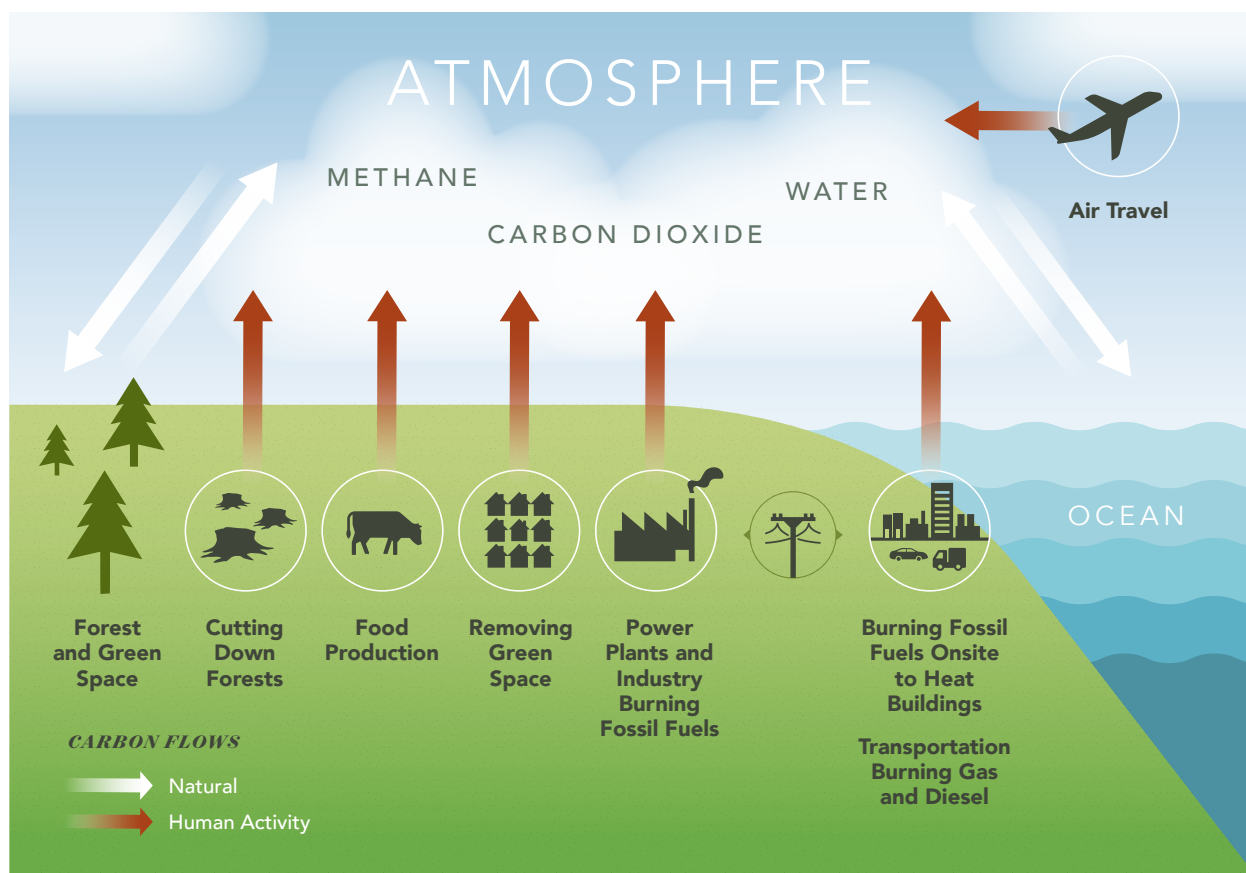 ATMOSPHERE
METHANE
WATER
CARBON DIOXIDE
Air Travel
OCEAN
Forest
and Green
Space
Cutting
Down
Forests
Food
Production
Removing
Green
Space
Power
Plants and
Industry
Burning
Fossil Fuels
Burning Fossil
Fuels Onsite
to Heat
Buildings
Transportation
Burning Gas
and Diesel
CARBON FLOWS
Natural
Human Activity